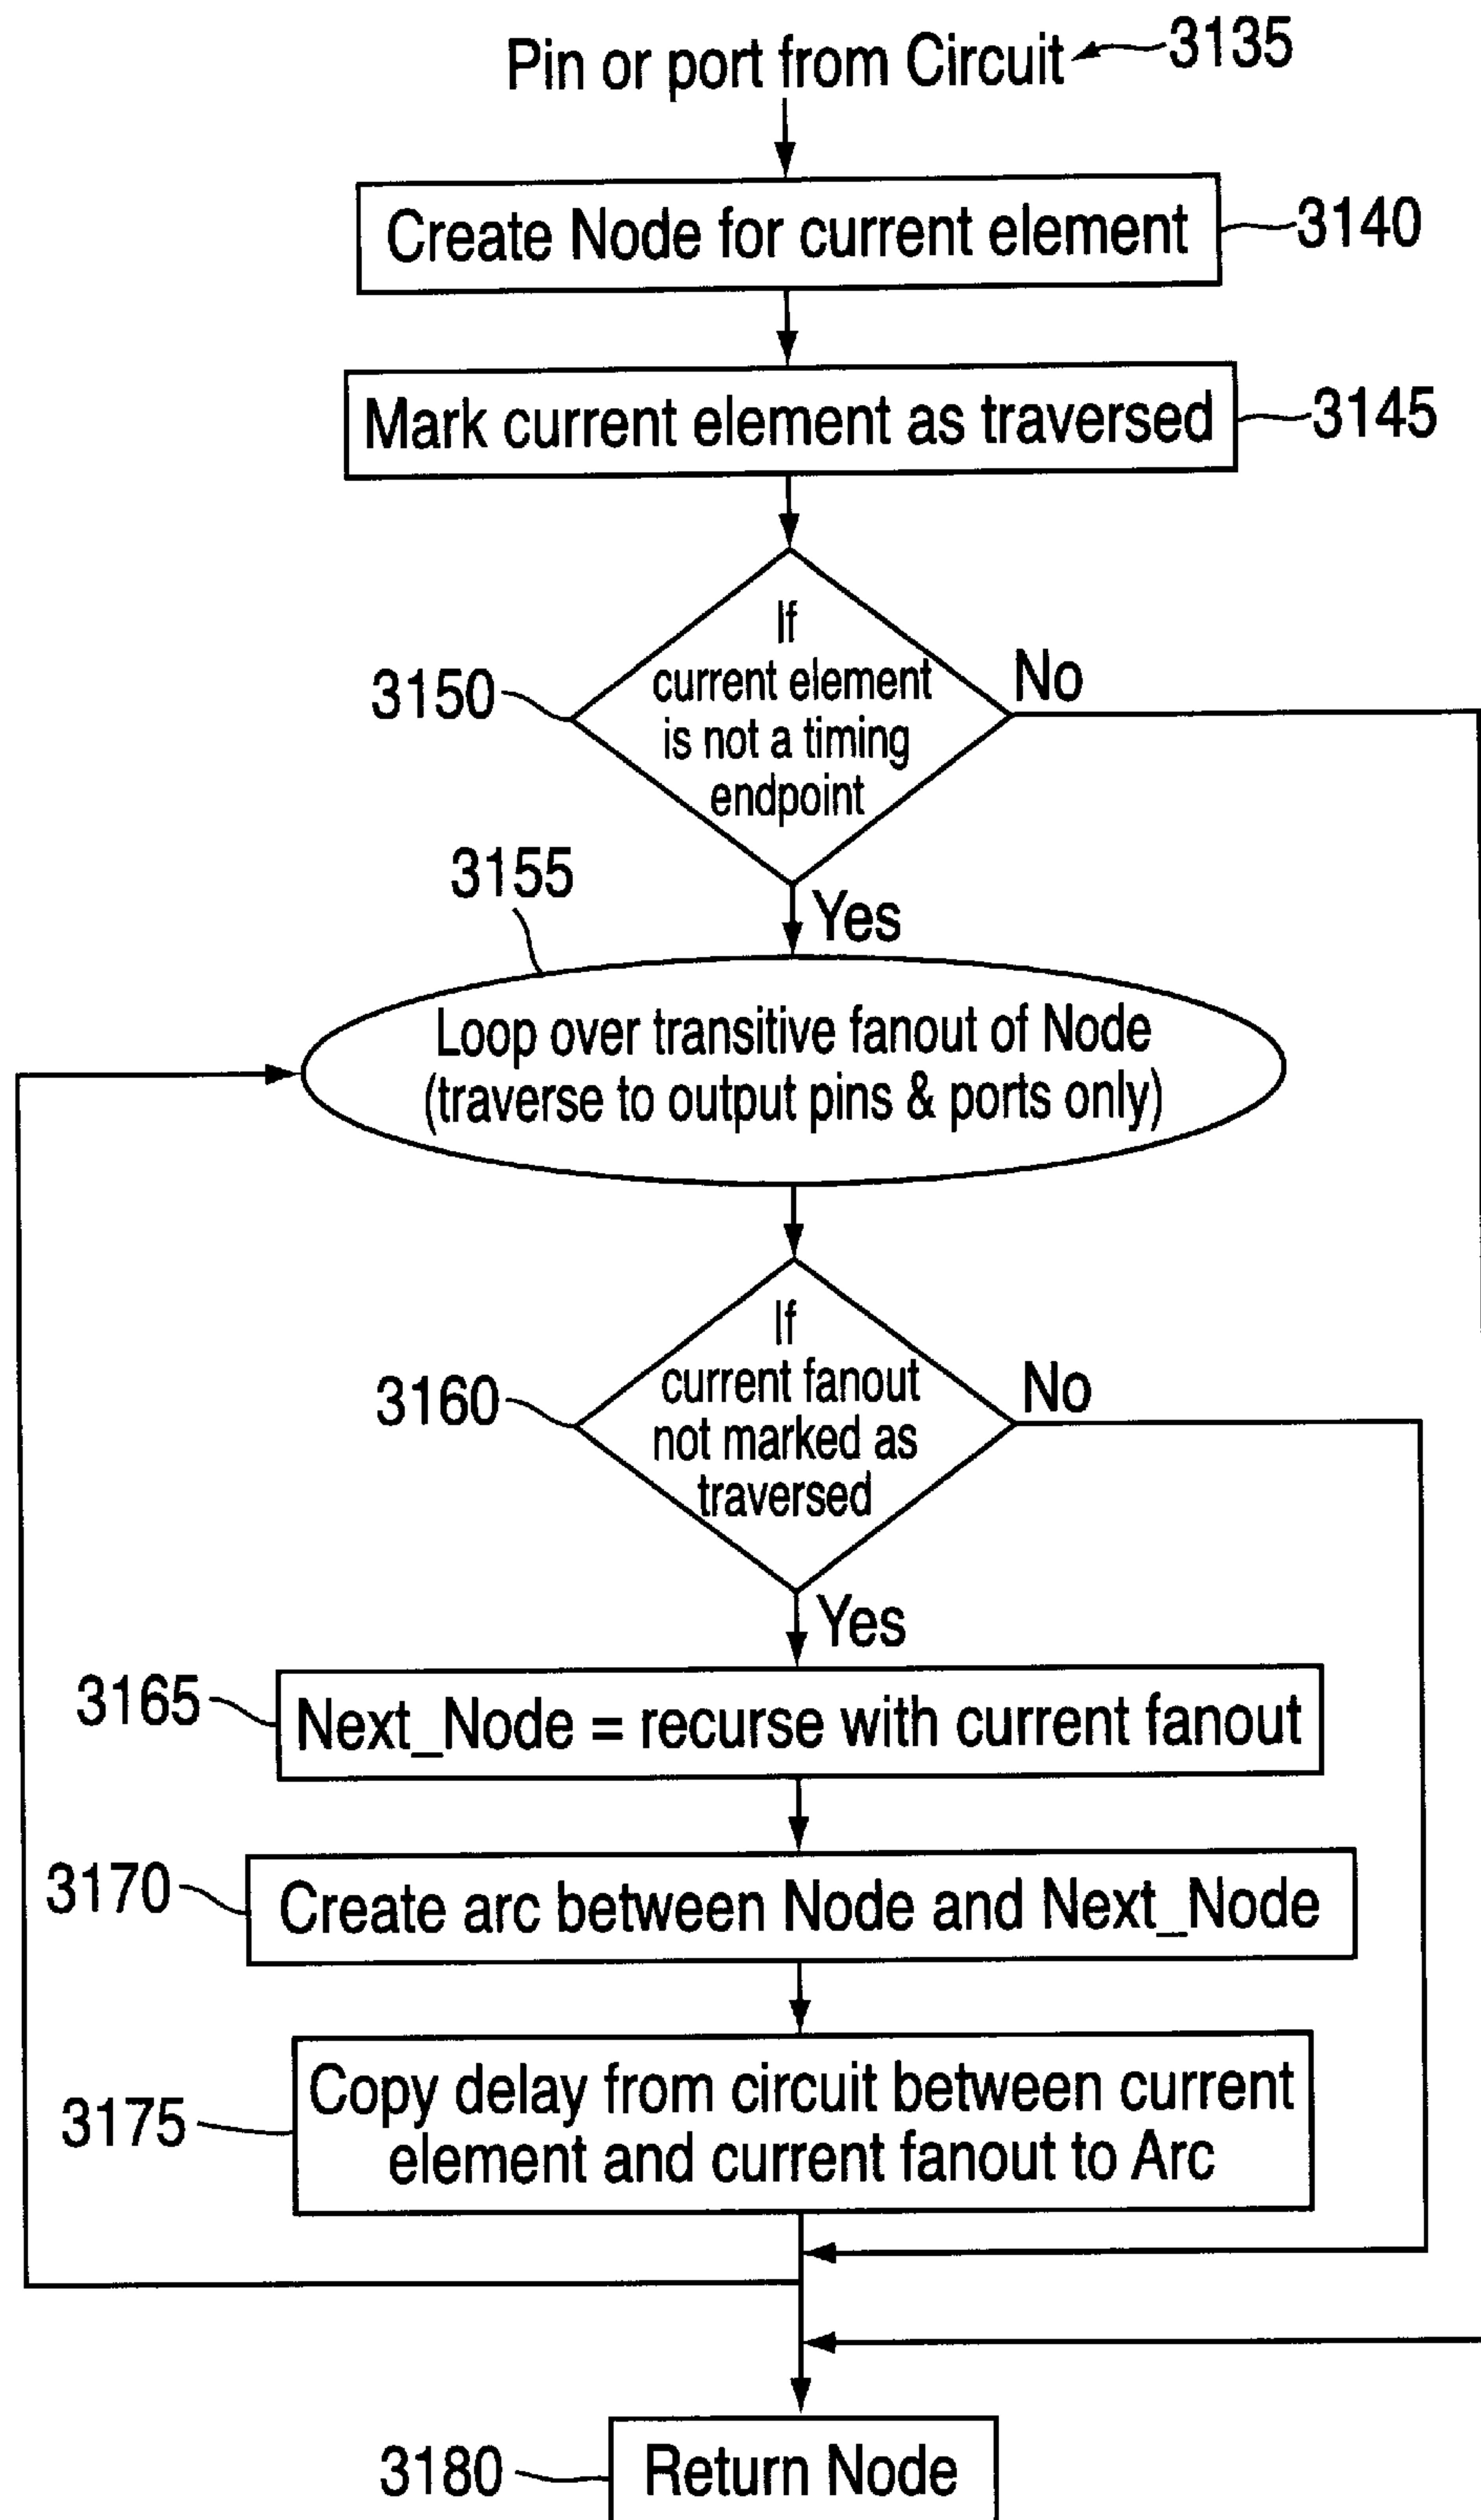 Pin or port from Circuit
3135
Create Node for current element
3140
Mark current element as traversed
3145
If
current element
is not a timing
endpoint
3150
No
Yes
3155
Loop over transitive fanout of Node
(traverse to output pins & ports only)
If
current fanout
not marked as
traversed
3160
No
Yes
3165
Next_Node = recurse with current fanout
3170
Create arc between Node and Next_Node
3175
Copy delay from circuit between current
element and current fanout to Arc
3180
Return Node